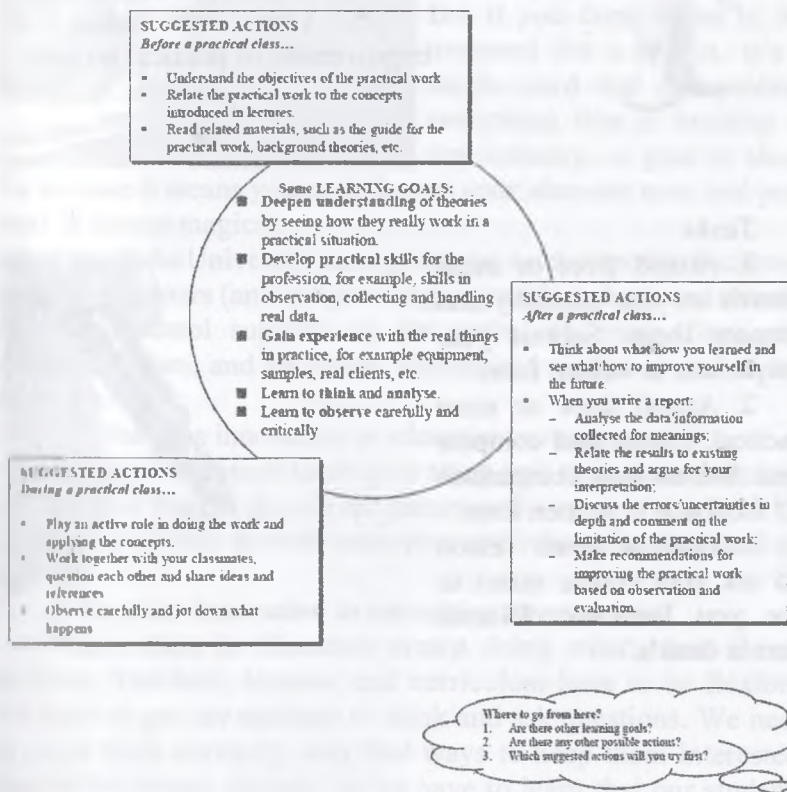 SUGGESTED ACTIONS
Before a practical class...
▪ Understand the objectives of the practical work
▪ Relate the practical work to the concepts
introduced in lectures.
▪ Read related materials, such as the guide for the
practical work, background theories, etc.
Some LEARNING GOALS:
■ Deepen understanding of theories
by seeing how they really work in a
practical situation.
■ Develop practical skills for the
profession, for example, skills in
observation, collecting and handling
real data.
■ Gain experience with the real things
in practice, for example equipment,
samples, real clients, etc.
■ Learn to think and analyse.
■ Learn to observe carefully and
critically
SUGGESTED ACTIONS
After a practical class...
▪ Think about what/how you learned and
see what/how to improve yourself in
the future.
▪ When you write a report:
– Analyse the data/information
collected for meanings;
– Relate the results to existing
theories and argue for your
interpretation;
– Discuss the errors/uncertainties in
depth and comment on the
limitation of the practical work;
– Make recommendations for
improving the practical work
based on observation and
evaluation.
SUGGESTED ACTIONS
During a practical class...
▪ Play an active role in doing the work and
applying the concepts.
▪ Work together with your classmates,
question each other and share ideas and
references
▪ Observe carefully and jot down what
happens
Where to go from here?
1. Are there other learning goals?
2. Are there any other possible actions?
3. Which suggested actions will you try first?